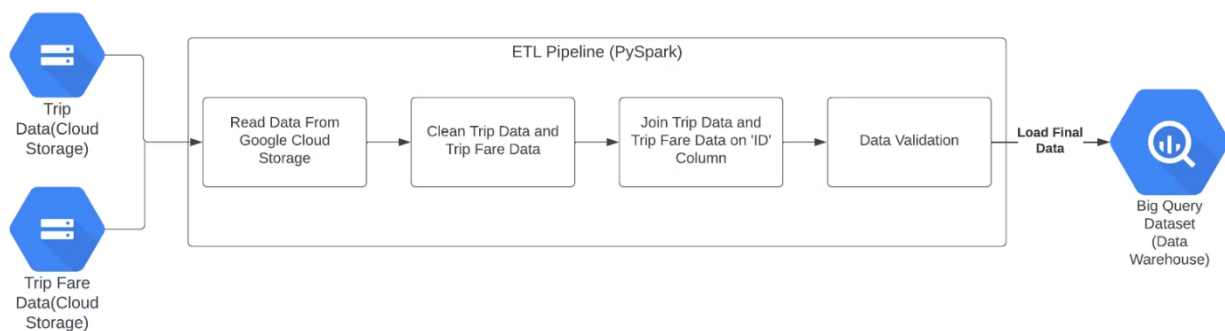 Trip
Data(Cloud
Storage)
Trip Fare
Data(Cloud
Storage)
ETL Pipeline (PySpark)
Read Data From
Google Cloud
Storage
Clean Trip Data and
Trip Fare Data
Join Trip Data and
Trip Fare Data on 'ID'
Column
Data Validation
Load Final
Data
Big Query
Dataset
(Data
Warehouse)